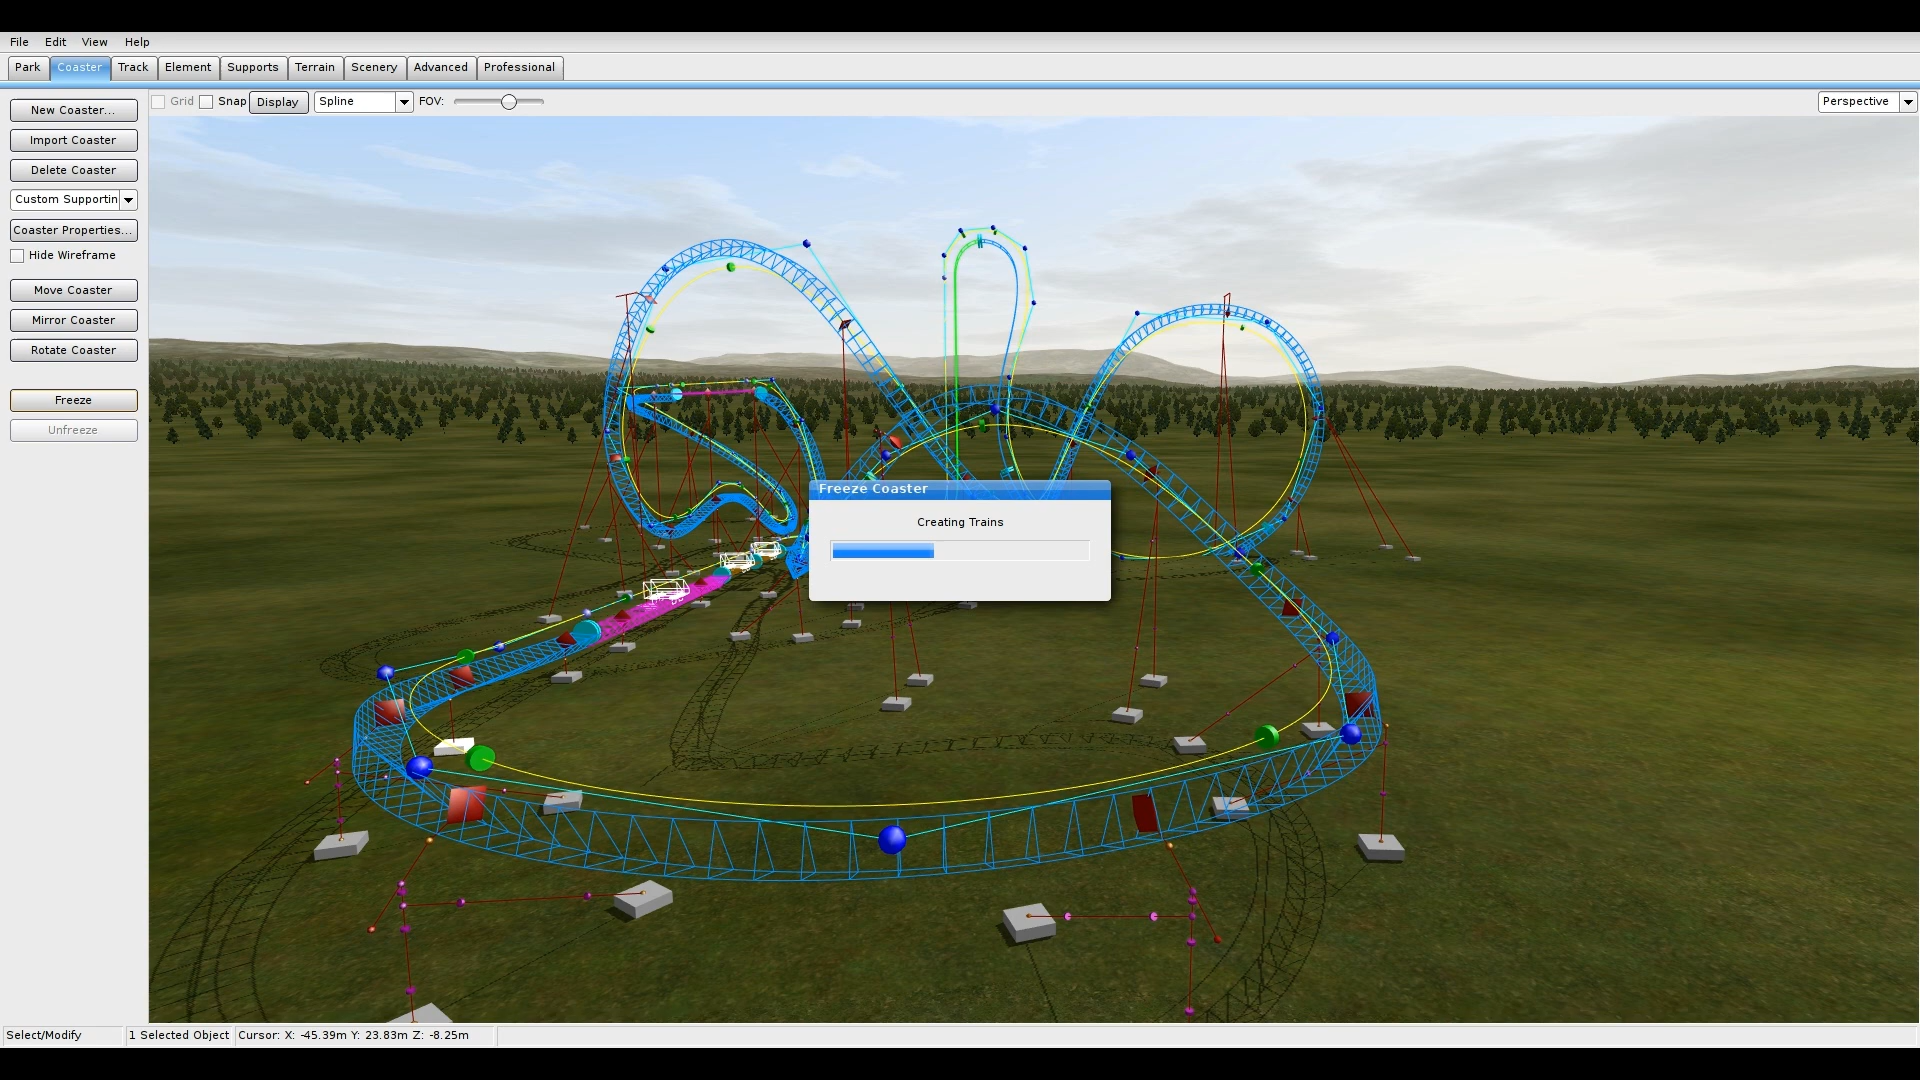 File Edit View Help
Park Coaster Track Element Supports Terrain Scenery Advanced Professional
Grid Snap Display Spline FOV: Perspective
New Coaster...
Import Coaster
Delete Coaster
Custom Supportin
Coaster Properties...
Hide Wireframe
Move Coaster
Mirror Coaster
Rotate Coaster
Freeze
Unfreeze
Freeze Coaster
Creating Trains
Select/Modify 1 Selected Object Cursor: X: -45.39m Y: 23.83m Z: -8.25m